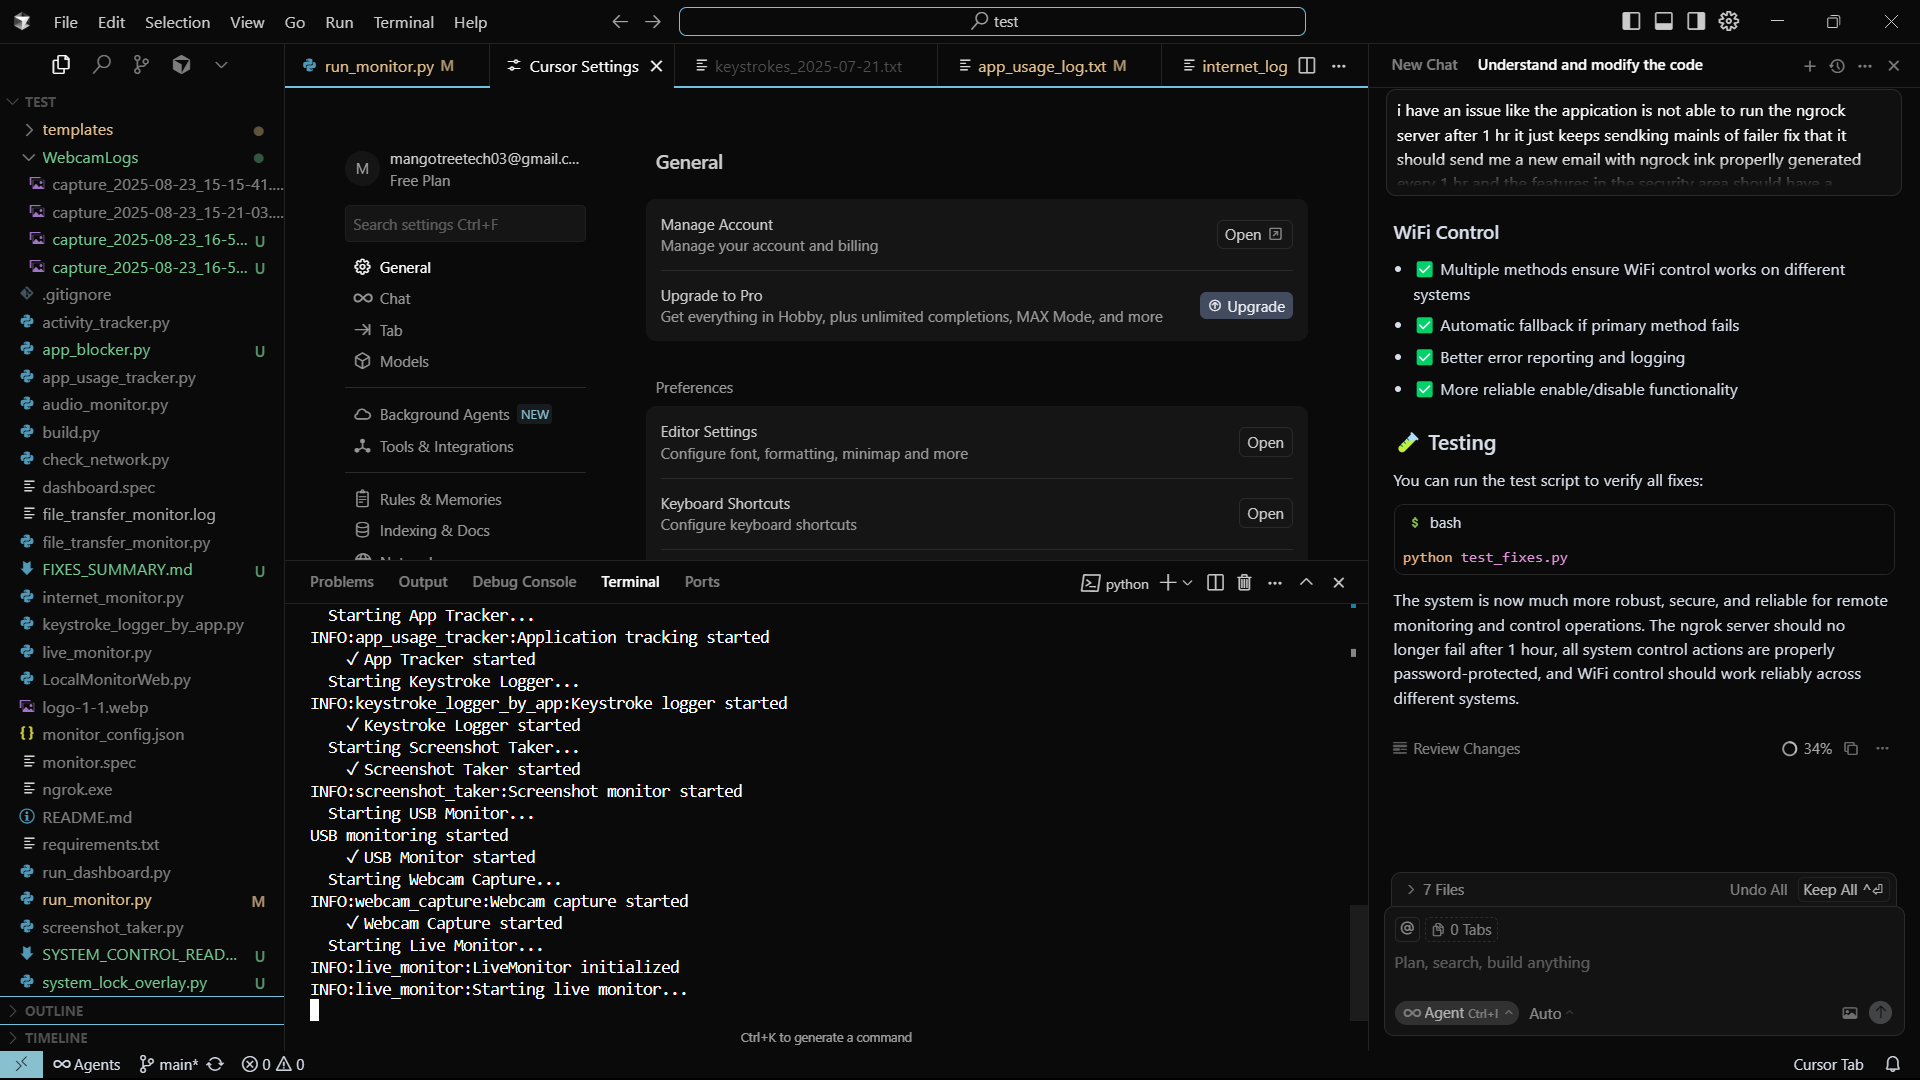 File Edit Selection View Go Run Terminal Help
test
TEST
templates
WebcamLogs
capture_2025-08-23_15-15-41....
capture_2025-08-23_15-21-03....
capture_2025-08-23_16-5... U
capture_2025-08-23_16-5... U
.gitignore
activity_tracker.py
app_blocker.py U
app_usage_tracker.py
audio_monitor.py
build.py
check_network.py
dashboard.spec
file_transfer_monitor.log
file_transfer_monitor.py
FIXES_SUMMARY.md U
internet_monitor.py
keystroke_logger_by_app.py
live_monitor.py
LocalMonitorWeb.py
logo-1-1.webp
monitor_config.json
monitor.spec
ngrok.exe
README.md
requirements.txt
run_dashboard.py
run_monitor.py M
screenshot_taker.py
SYSTEM_CONTROL_READ... U
system_lock_overlay.py U
OUTLINE
TIMELINE
run_monitor.py M
Cursor Settings
keystrokes_2025-07-21.txt
app_usage_log.txt M
internet_log
M
mangotreetech03@gmail.c...
Free Plan
Search settings Ctrl+F
General
Chat
Tab
Models
Background Agents NEW
Tools & Integrations
Rules & Memories
Indexing & Docs
General
Manage Account
Manage your account and billing
Open
Upgrade to Pro
Get everything in Hobby, plus unlimited completions, MAX Mode, and more
Upgrade
Preferences
Editor Settings
Configure font, formatting, minimap and more
Open
Keyboard Shortcuts
Configure keyboard shortcuts
Open
Problems Output Debug Console Terminal Ports
python
Starting App Tracker...
INFO:app_usage_tracker:Application tracking started
✓ App Tracker started
Starting Keystroke Logger...
INFO:keystroke_logger_by_app:Keystroke logger started
✓ Keystroke Logger started
Starting Screenshot Taker...
✓ Screenshot Taker started
INFO:screenshot_taker:Screenshot monitor started
Starting USB Monitor...
USB monitoring started
✓ USB Monitor started
Starting Webcam Capture...
INFO:webcam_capture:Webcam capture started
✓ Webcam Capture started
Starting Live Monitor...
INFO:live_monitor:LiveMonitor initialized
INFO:live_monitor:Starting live monitor...
Ctrl+K to generate a command
New Chat Understand and modify the code
i have an issue like the appication is not able to run the ngrock
server after 1 hr it just keeps sendking mainls of failer fix that it
should send me a new email with ngrock ink properlly generated
every 1 hr and the features in the security area should have a
WiFi Control
• ✅ Multiple methods ensure WiFi control works on different
systems
• ✅ Automatic fallback if primary method fails
• ✅ Better error reporting and logging
• ✅ More reliable enable/disable functionality
🧪 Testing
You can run the test script to verify all fixes:
$ bash
python test_fixes.py
The system is now much more robust, secure, and reliable for remote
monitoring and control operations. The ngrok server should no
longer fail after 1 hour, all system control actions are properly
password-protected, and WiFi control should work reliably across
different systems.
Review Changes
34%
7 Files
Undo All Keep All ^⏎
@ 0 Tabs
Plan, search, build anything
Agent Ctrl+I Auto
Agents main* 0 0
Cursor Tab